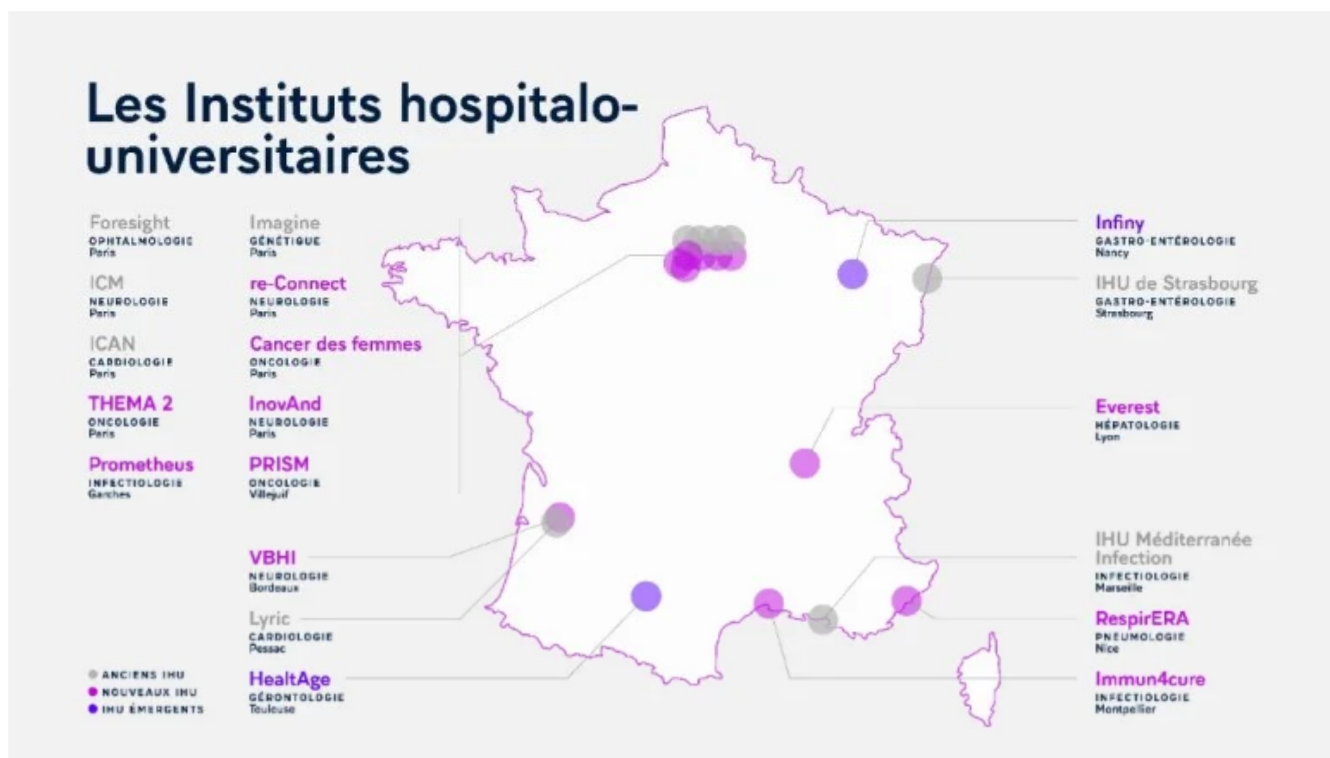 Les Instituts hospitalo-
universitaires
Foresight
OPHTALMOLOGIE
Paris
ICM
NEUROLOGIE
Paris
ICAN
CARDIOLOGIE
Paris
THEMA 2
ONCOLOGIE
Paris
Prometheus
INFECTIOLOGIE
Garches
Imagine
GÉNÉTIQUE
Paris
re-Connect
NEUROLOGIE
Paris
Cancer des femmes
ONCOLOGIE
Paris
InovAnd
NEUROLOGIE
Paris
PRISM
ONCOLOGIE
Villejuif
VBHI
NEUROLOGIE
Bordeaux
Lyric
CARDIOLOGIE
Pessac
HealtAge
GÉRONTOLOGIE
Toulouse
ANCIENS IHU
NOUVEAUX IHU
IHU ÉMERGENTS
Infiny
GASTRO-ENTÉROLOGIE
Nancy
IHU de Strasbourg
GASTRO-ENTÉROLOGIE
Strasbourg
Everest
HÉPATOLOGIE
Lyon
IHU Méditerranée
Infection
INFECTIOLOGIE
Marseille
RespirERA
PNEUMOLOGIE
Nice
Immun4cure
INFECTIOLOGIE
Montpellier